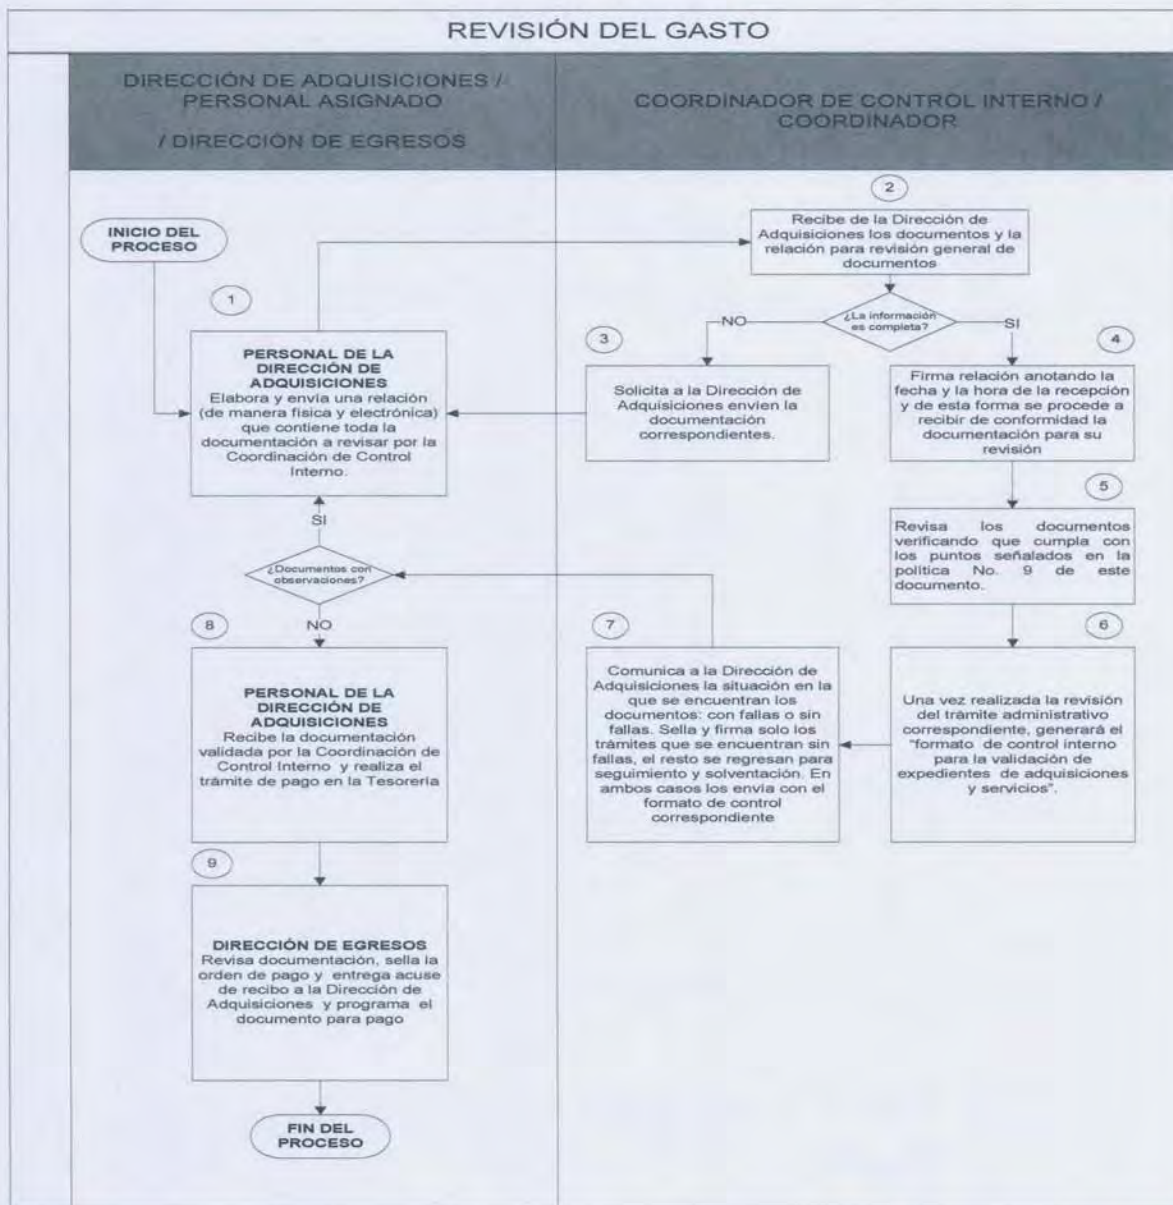 REVISIÓN DEL GASTO
DIRECCIÓN DE ADQUISICIONES /
PERSONAL ASIGNADO
/ DIRECCIÓN DE EGRESOS
COORDINADOR DE CONTROL INTERNO /
COORDINADOR
INICIO DEL
PROCESO
1
PERSONAL DE LA
DIRECCIÓN DE
ADQUISICIONES
Elabora y envía una relación
(de manera física y electrónica)
que contiene toda la
documentación a revisar por la
Coordinación de Control
Interno.
2
Recibe de la Dirección de
Adquisiciones los documentos y la
relación para revisión general de
documentos
¿La información
es completa?
NO
SI
3
Solicita a la Dirección de
Adquisiciones envíen la
documentación
correspondientes.
4
Firma relación anotando la
fecha y la hora de la recepción
y de esta forma se procede a
recibir de conformidad la
documentación para su
revisión
5
Revisa los documentos
verificando que cumpla con
los puntos señalados en la
política No. 9 de este
documento.
6
Una vez realizada la revisión
del trámite administrativo
correspondiente, generará el
"formato de control interno
para la validación de
expedientes de adquisiciones
y servicios".
7
Comunica a la Dirección de
Adquisiciones la situación en la
que se encuentran los
documentos: con fallas o sin
fallas. Sella y firma solo los
trámites que se encuentran sin
fallas, el resto se regresan para
seguimiento y solventación. En
ambos casos los envía con el
formato de control
correspondiente
SI
¿Documentos con
observaciones?
NO
8
PERSONAL DE LA
DIRECCIÓN DE
ADQUISICIONES
Recibe la documentación
validada por la Coordinación de
Control Interno y realiza el
trámite de pago en la Tesorería
9
DIRECCIÓN DE EGRESOS
Revisa documentación, sella la
orden de pago y entrega acuse
de recibo a la Dirección de
Adquisiciones y programa el
documento para pago
FIN DEL
PROCESO